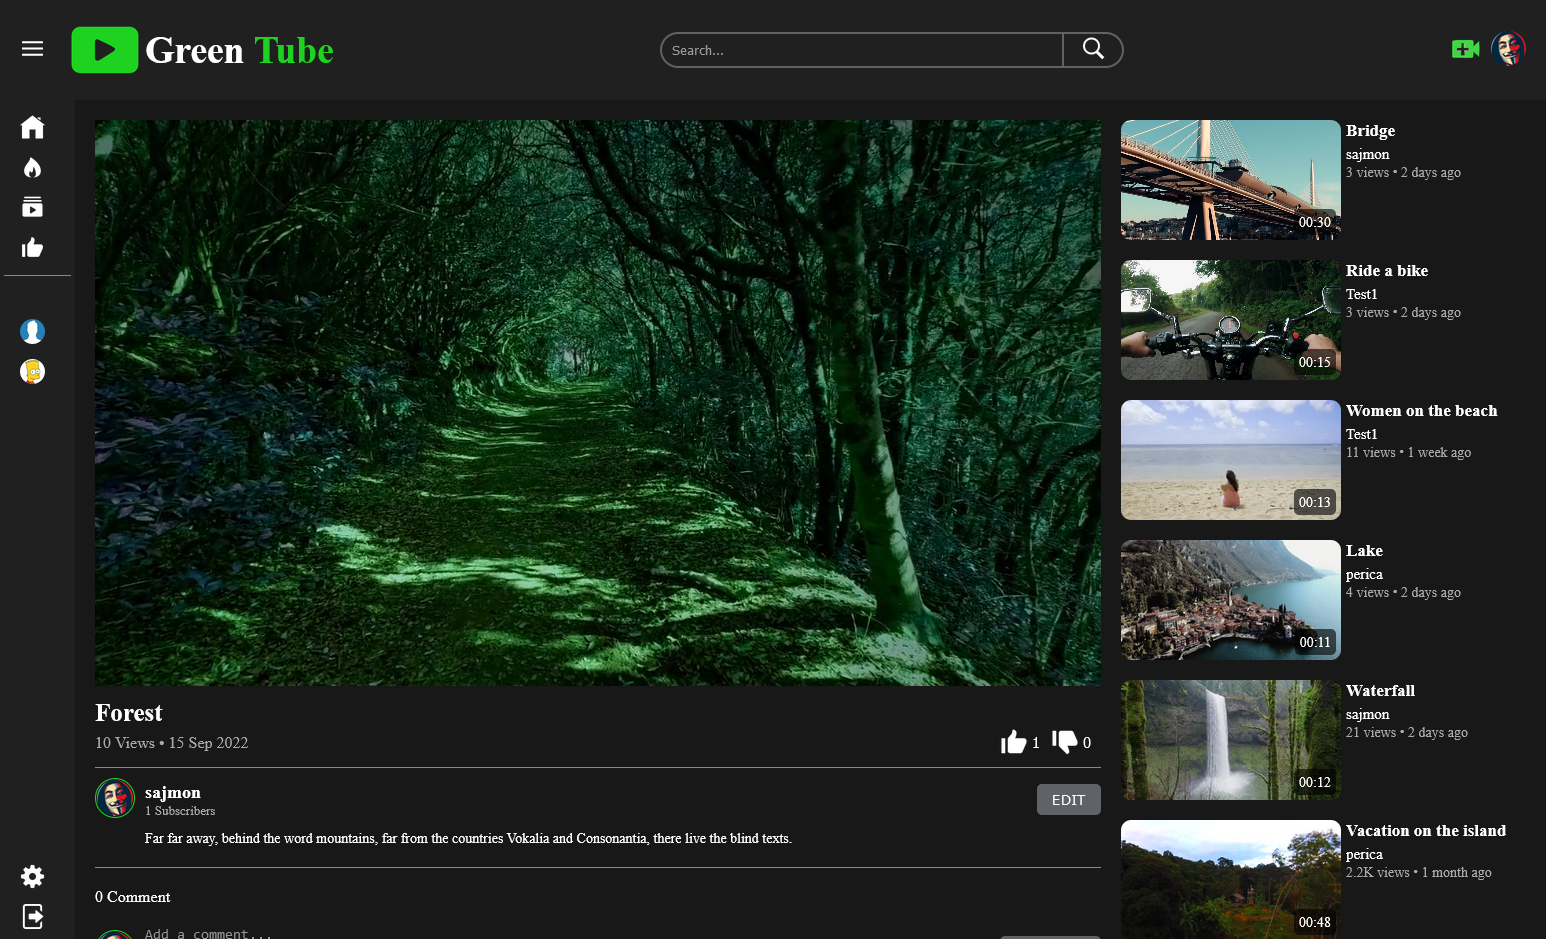 Green Tube
Search...
Forest
10 Views • 15 Sep 2022
1
0
sajmon
1 Subscribers
EDIT
Far far away, behind the word mountains, far from the countries Vokalia and Consonantia, there live the blind texts.
0 Comment
Add a comment...
00:30
Bridge
sajmon
3 views • 2 days ago
00:15
Ride a bike
Test1
3 views • 2 days ago
00:13
Women on the beach
Test1
11 views • 1 week ago
00:11
Lake
perica
4 views • 2 days ago
00:12
Waterfall
sajmon
21 views • 2 days ago
00:48
Vacation on the island
perica
2.2K views • 1 month ago